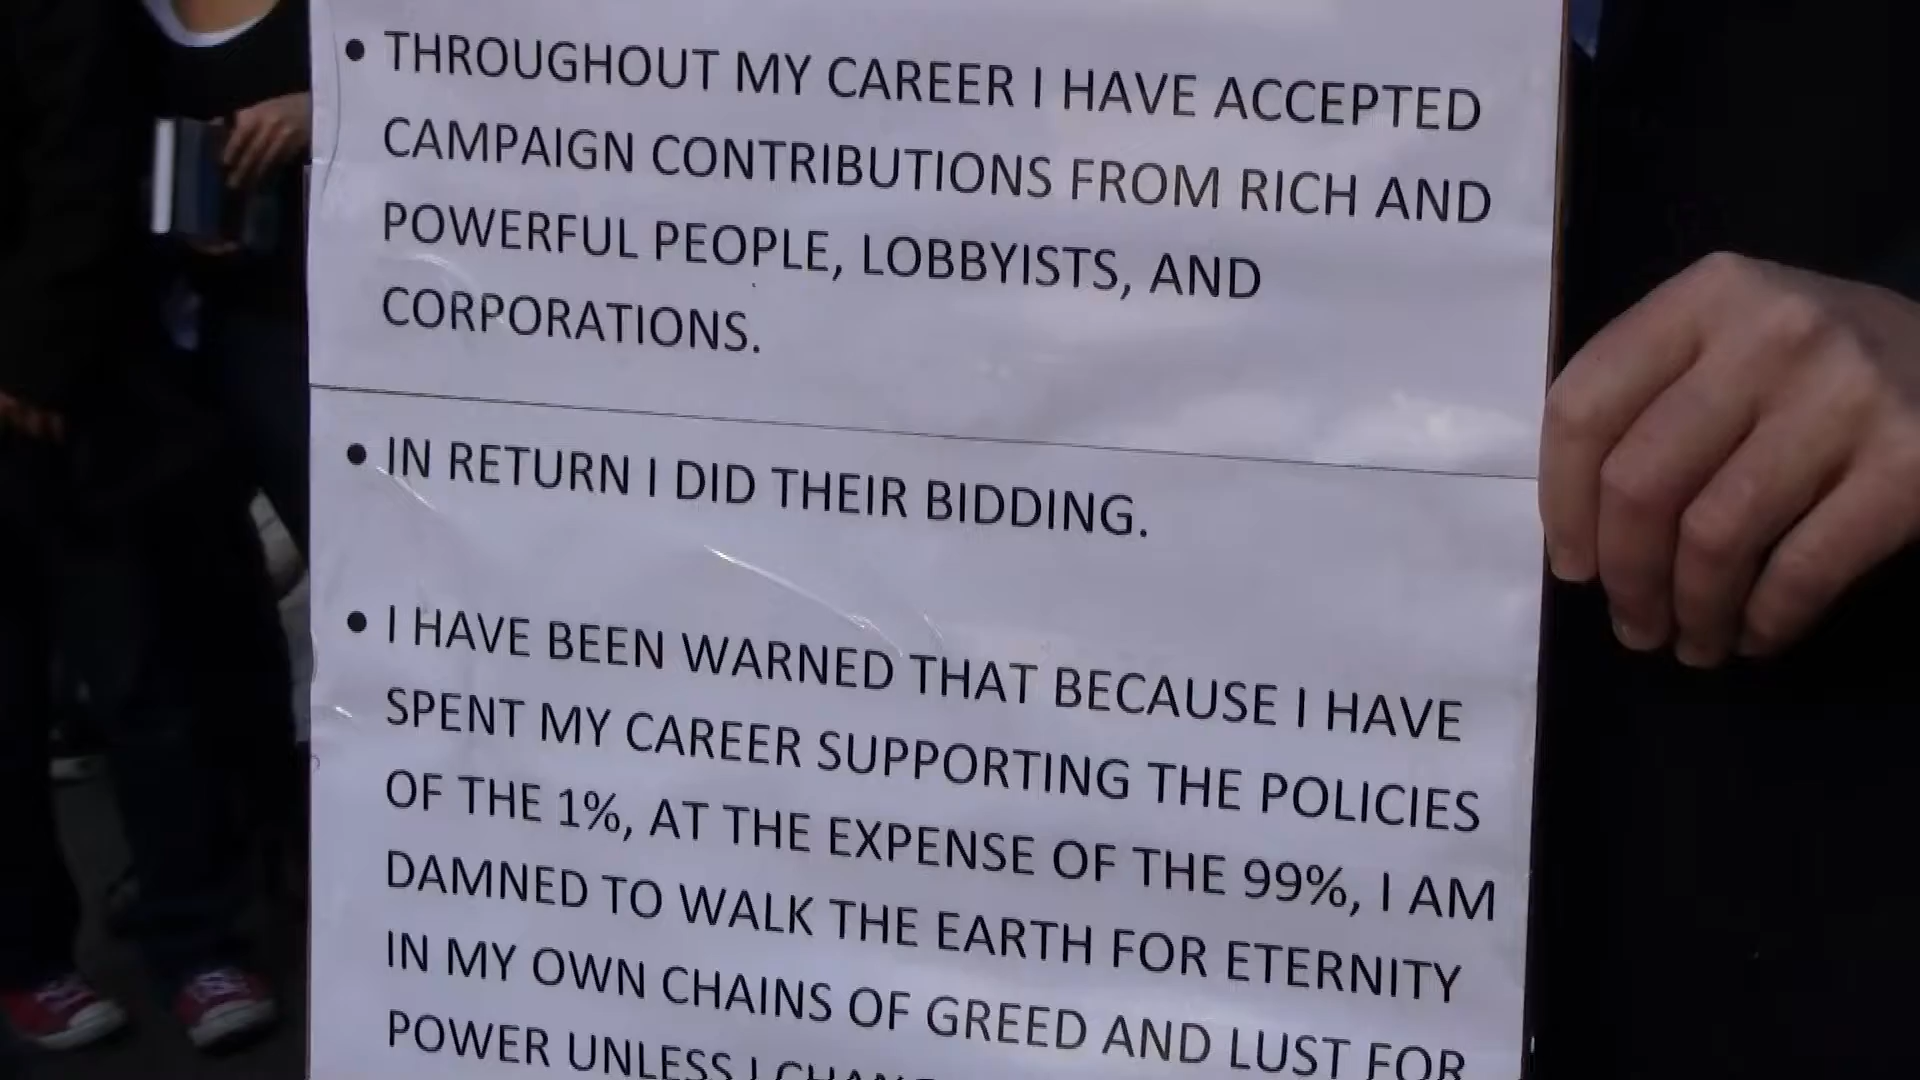 • THROUGHOUT MY CAREER I HAVE ACCEPTED
CAMPAIGN CONTRIBUTIONS FROM RICH AND
POWERFUL PEOPLE, LOBBYISTS, AND
CORPORATIONS.
• IN RETURN I DID THEIR BIDDING.
• I HAVE BEEN WARNED THAT BECAUSE I HAVE
SPENT MY CAREER SUPPORTING THE POLICIES
OF THE 1%, AT THE EXPENSE OF THE 99%, I AM
DAMNED TO WALK THE EARTH FOR ETERNITY
IN MY OWN CHAINS OF GREED AND LUST FOR
POWER UNLESS I